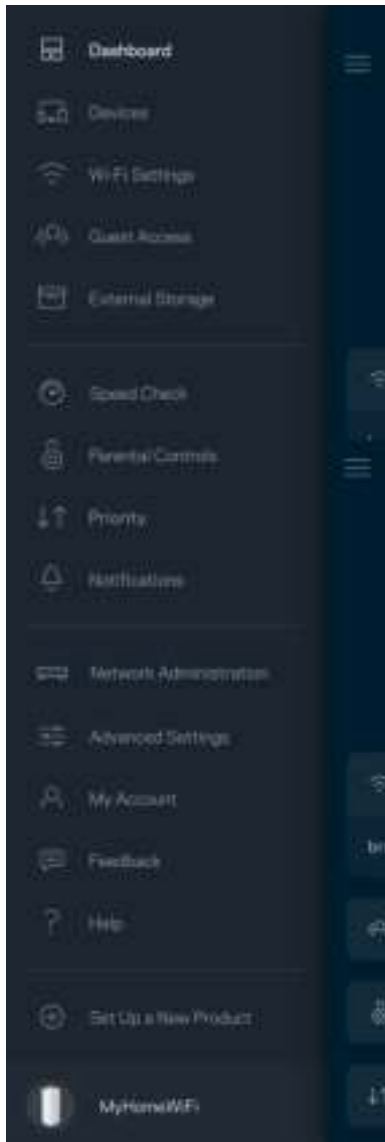 Dashboard
Devices
Wi-Fi Settings
Guest Access
External Storage
Speed Check
Parental Controls
Priority
Notifications
Network Administration
Advanced Settings
My Account
Feedback
Help
Set Up a New Product
MyHomeWiFi